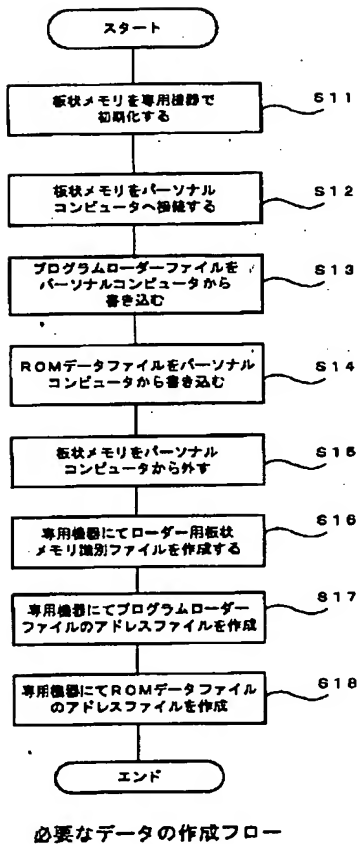 スタート
板状メモリを専用機器で
初期化する
S11
板状メモリをパーソナル
コンピュータへ接続する
S12
プログラムローダーファイルを
パーソナルコンピュータから
書き込む
S13
ROMデータファイルをパーソナル
コンピュータから書き込む
S14
板状メモリをパーソナル
コンピュータから外す
S15
専用機器にてローダー用板状
メモリ識別ファイルを作成する
S16
専用機器にてプログラムローダー
ファイルのアドレスファイルを作成
S17
専用機器にてROMデータファイル
のアドレスファイルを作成
S18
エンド
必要なデータの作成フロー